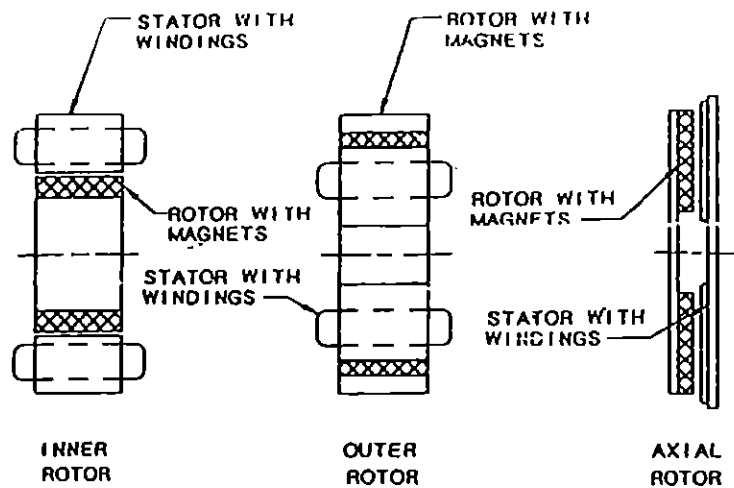 STATOR WITH
WINDINGS
ROTOR WITH
MAGNETS
ROTOR WITH
MAGNETS
ROTOR WITH
MAGNETS
STATOR WITH
WINDINGS
STATOR WITH
WINDINGS
INNER
ROTOR
OUTER
ROTOR
AXIAL
ROTOR